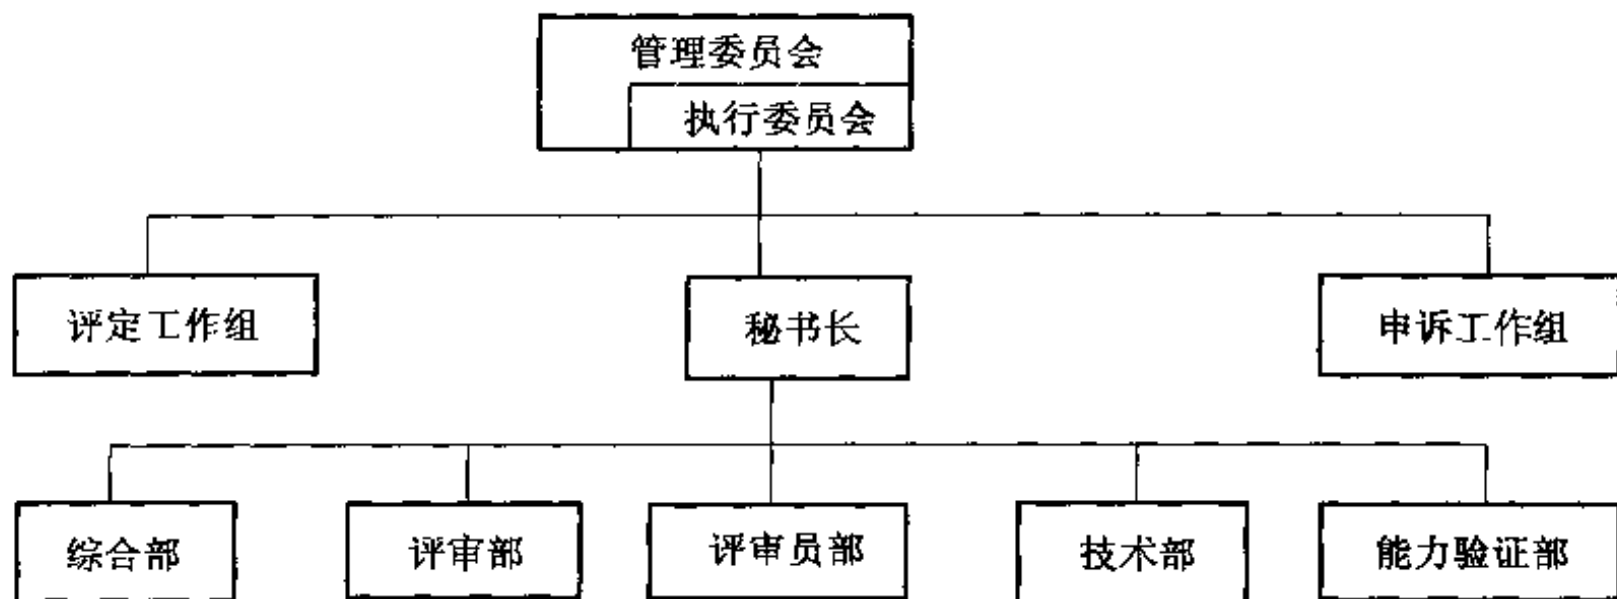 管理委员会
执行委员会
评定工作组
秘书长
申诉工作组
综合部
评审部
评审员部
技术部
能力验证部